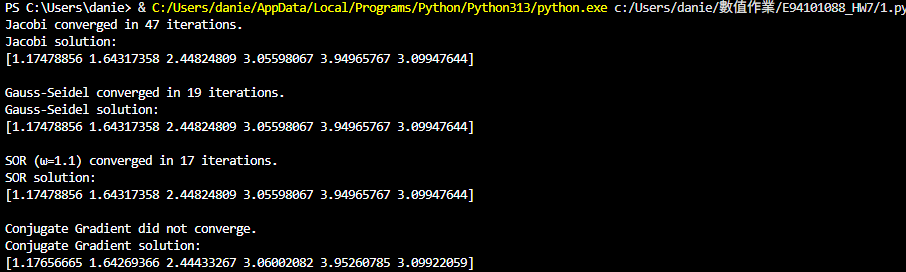 PS C:\Users\danie> & C:/Users/danie/AppData/Local/Programs/Python/Python313/python.exe c:/Users/danie/數值作業/E94101088_HW7/1.py
Jacobi converged in 47 iterations.
Jacobi solution:
[1.17478856 1.64317358 2.44824809 3.05598067 3.94965767 3.09947644]
Gauss-Seidel converged in 19 iterations.
Gauss-Seidel solution:
[1.17478856 1.64317358 2.44824809 3.05598067 3.94965767 3.09947644]
SOR (ω=1.1) converged in 17 iterations.
SOR solution:
[1.17478856 1.64317358 2.44824809 3.05598067 3.94965767 3.09947644]
Conjugate Gradient did not converge.
Conjugate Gradient solution:
[1.17656665 1.64269366 2.44433267 3.06002082 3.95260785 3.09922059]